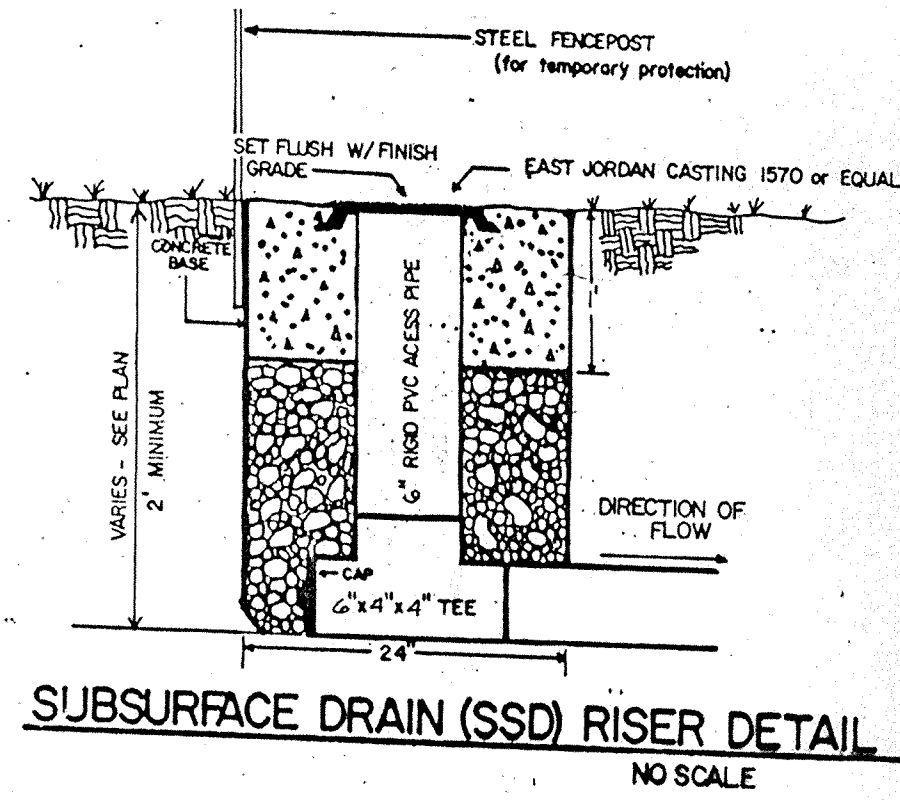 STEEL FENCEPOST
(for temporary protection)
SET FLUSH W/ FINISH
GRADE
EAST JORDAN CASTING 1570 or EQUAL
CONCRETE
BASE
1'
6" RIGID PVC ACESS PIPE
VARIES - SEE PLAN
2' MINIMUM
DIRECTION OF
FLOW
CAP
6"x4"x4" TEE
24"
SUBSURFACE DRAIN (SSD) RISER DETAIL
NO SCALE